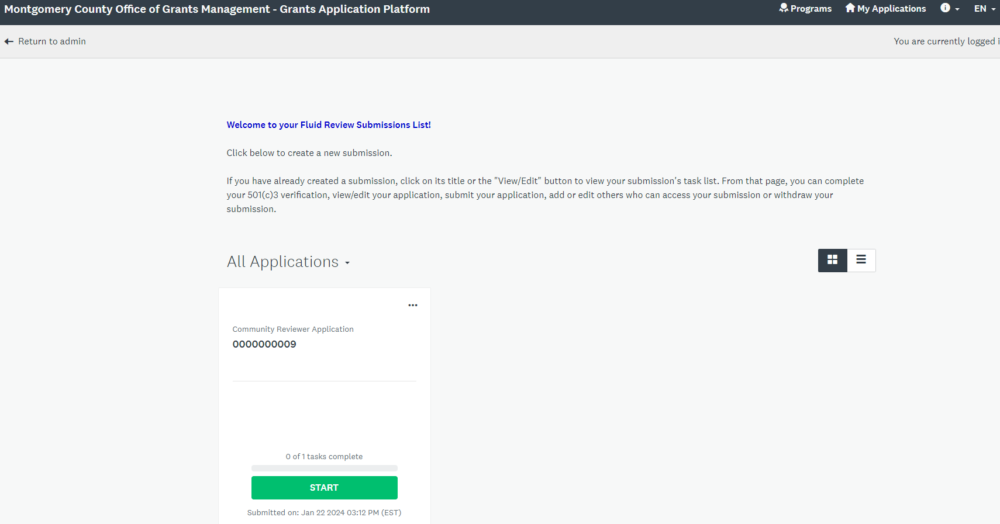 Montgomery County Office of Grants Management - Grants Application Platform
Programs
My Applications
EN
Return to admin
You are currently logged
Welcome to your Fluid Review Submissions List!
Click below to create a new submission.
If you have already created a submission, click on its title or the "View/Edit" button to view your submission's task list. From that page, you can complete
your 501(c)3 verification, view/edit your application, submit your application, add or edit others who can access your submission or withdraw your
submission.
All Applications
Community Reviewer Application
0000000009
0 of 1 tasks complete
START
Submitted on: Jan 22 2024 03:12 PM (EST)